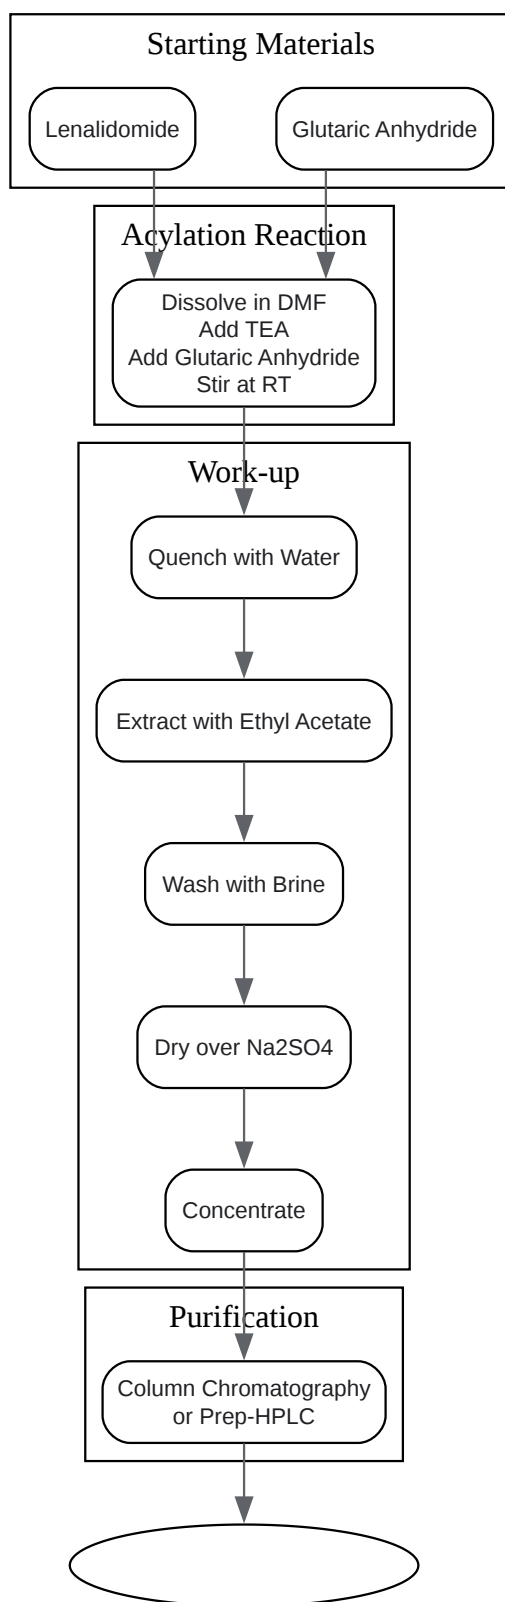 Starting Materials
Lenalidomide
Glutaric Anhydride
Acylation Reaction
Dissolve in DMF
Add TEA
Add Glutaric Anhydride
Stir at RT
Work-up
Quench with Water
Extract with Ethyl Acetate
Wash with Brine
Dry over Na2SO4
Concentrate
Purification
Column Chromatography
or Prep-HPLC